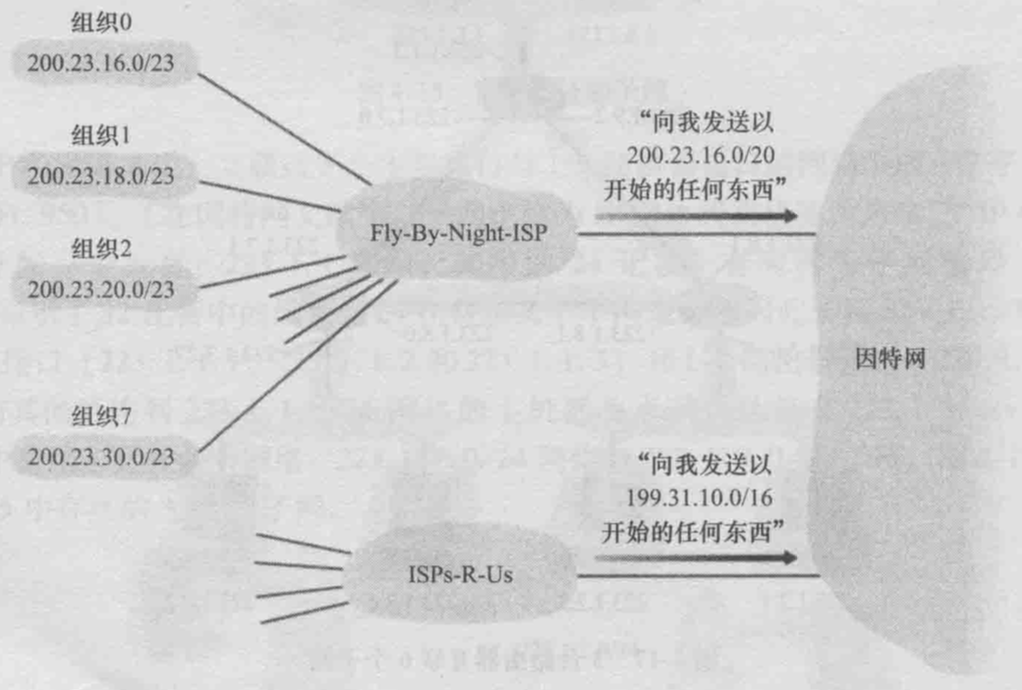 组织0
200.23.16.0/23
组织1
200.23.18.0/23
组织2
200.23.20.0/23
组织7
200.23.30.0/23
Fly-By-Night-ISP
“向我发送以
200.23.16.0/20
开始的任何东西”
因特网
ISPs-R-Us
“向我发送以
199.31.10.0/16
开始的任何东西”